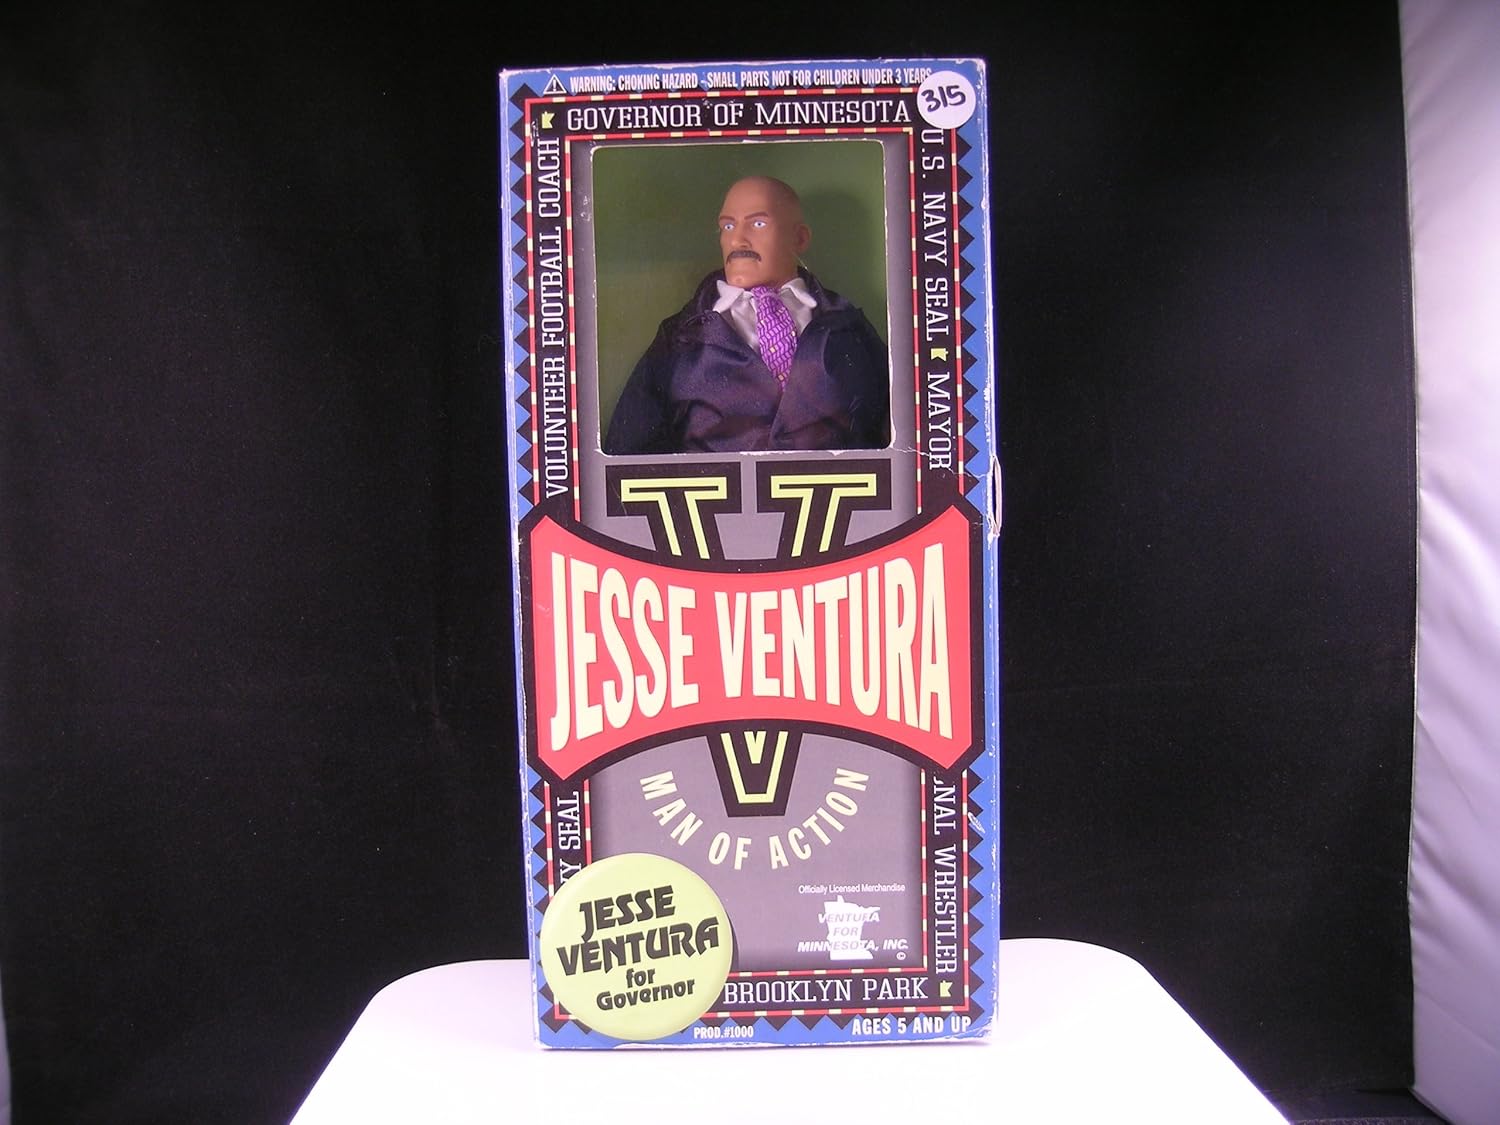 WARNING: CHOKING HAZARD - SMALL PARTS NOT FOR CHILDREN UNDER 3 YEARS
315
GOVERNOR OF MINNESOTA
VOLUNTEER FOOTBALL COACH
U.S. NAVY SEAL
MAYOR
V
JESSE VENTURA
MAN OF ACTION
SEAL
WRESTLER
JESSE
VENTURA
for
Governor
Officially Licensed Merchandise
VENTURA
FOR
MINNESOTA, INC.
©
BROOKLYN PARK
PROD.#1000
AGES 5 AND UP